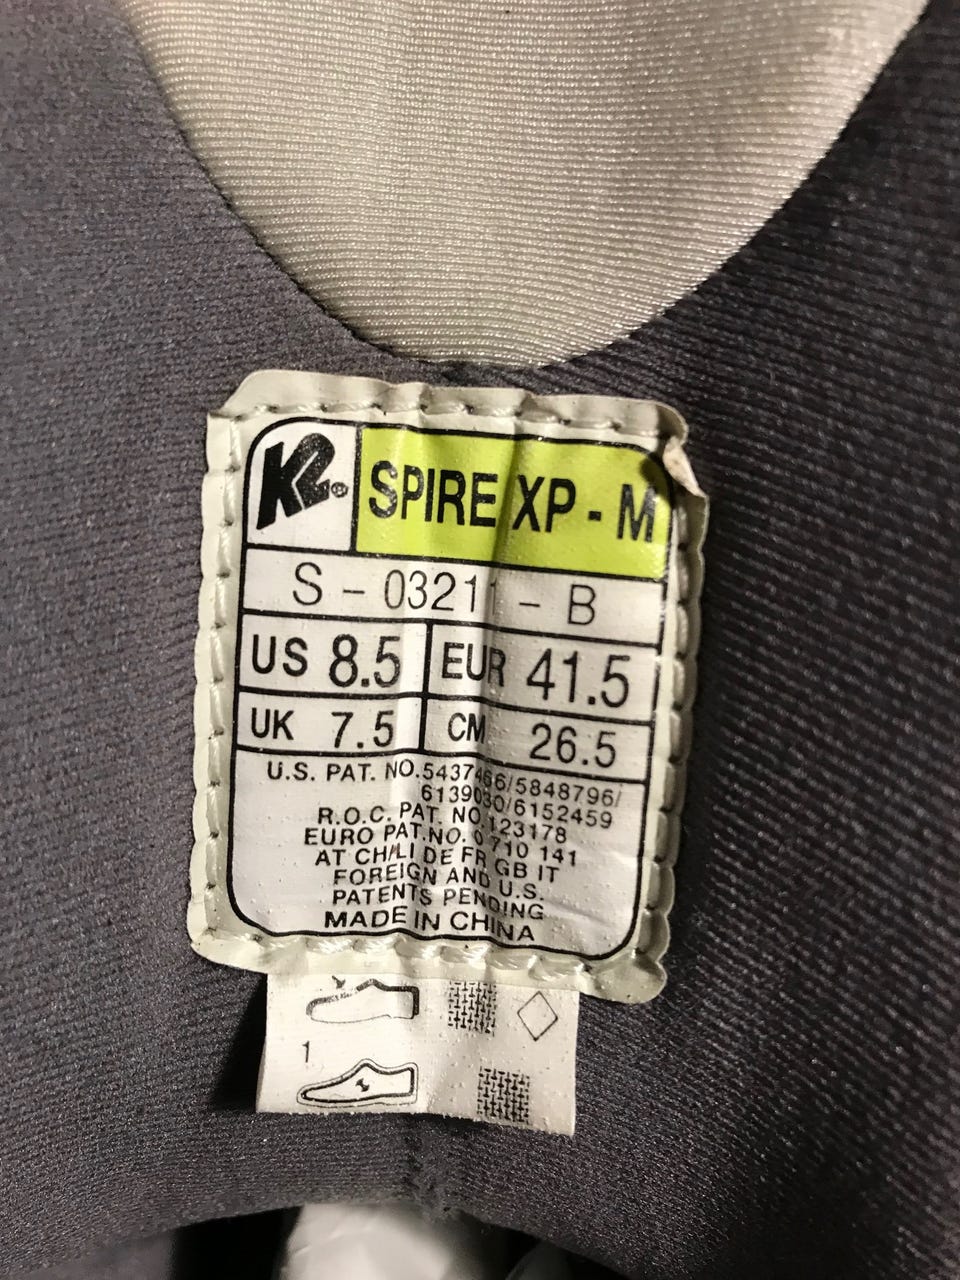 K2®
SPIRE XP - M
S - 03211 - B
US 8.5 EUR 41.5
UK 7.5 CM 26.5
U.S. PAT. NO.5437466/5848796/
6139030/6152459
R.O.C. PAT. NO.123178
EURO PAT.NO. 0 710 141
AT CH/LI DE FR GB IT
FOREIGN AND U.S.
PATENTS PENDING
MADE IN CHINA
1